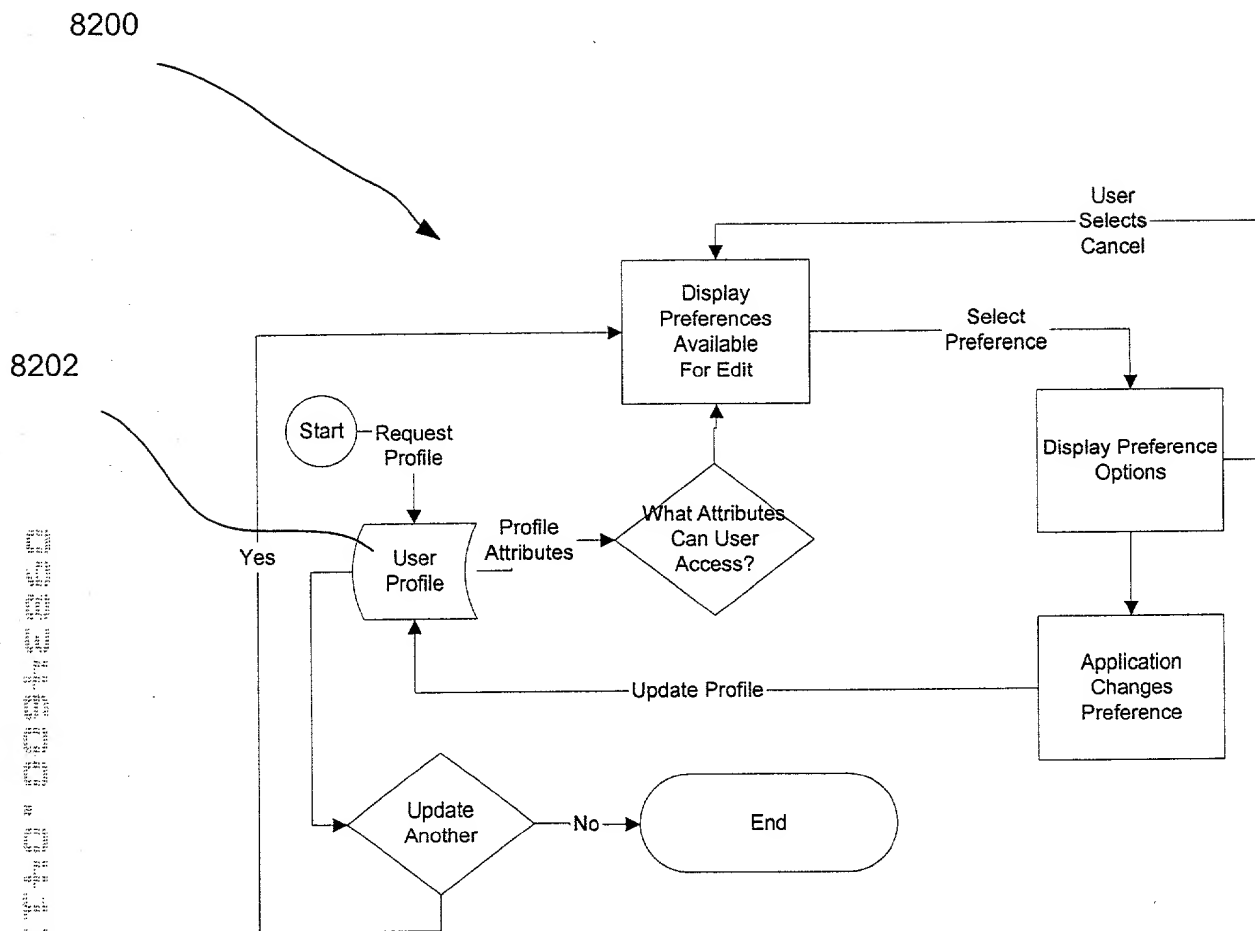 8200
User
Selects
Cancel
Display
Preferences
Available
For Edit
Select
Preference
8202
Start
Request
Profile
Display Preference
Options
What Attributes
Can User
Access?
Profile
Attributes
User
Profile
Yes
Application
Changes
Preference
Update Profile
Update
Another
No
End